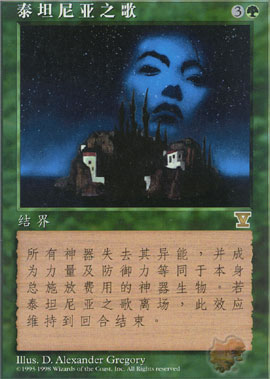 泰坦尼亚之歌 3
结界 V
所有神器失去其异能，并成
为力量及防御力等同于本身
总施放费用的神器生物。若
泰坦尼亚之歌离场，此效应
维持到回合结束。
Illus. D. Alexander Gregory
©1993-1998 Wizards of the Coast, Inc. All rights reserved